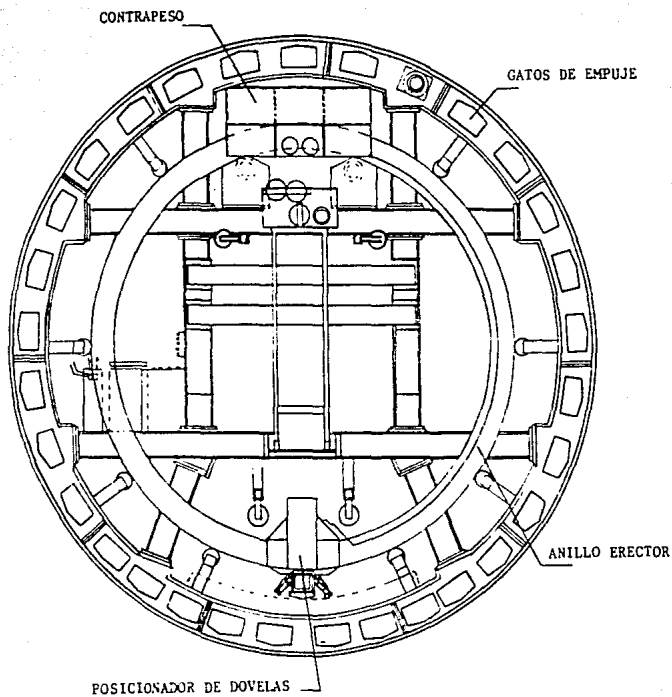 CONTRAPESO
GATOS DE EMPUJE
ANILLO ERECTOR
POSICIONADOR DE DOVELAS